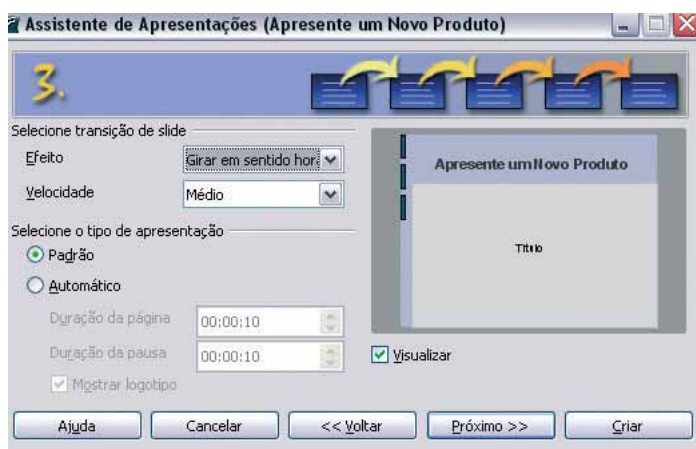 Assistente de Apresentações (Apresente um Novo Produto)
3.
Selecione transição de slide
Efeito
Girar em sentido hor
Velocidade
Médio
Selecione o tipo de apresentação
Padrão
Automático
Duração da página
00:00:10
Duração da pausa
00:00:10
Mostrar logotipo
Apresente um Novo Produto
Título
Visualizar
Ajuda
Cancelar
<< Voltar
Próximo >>
Criar